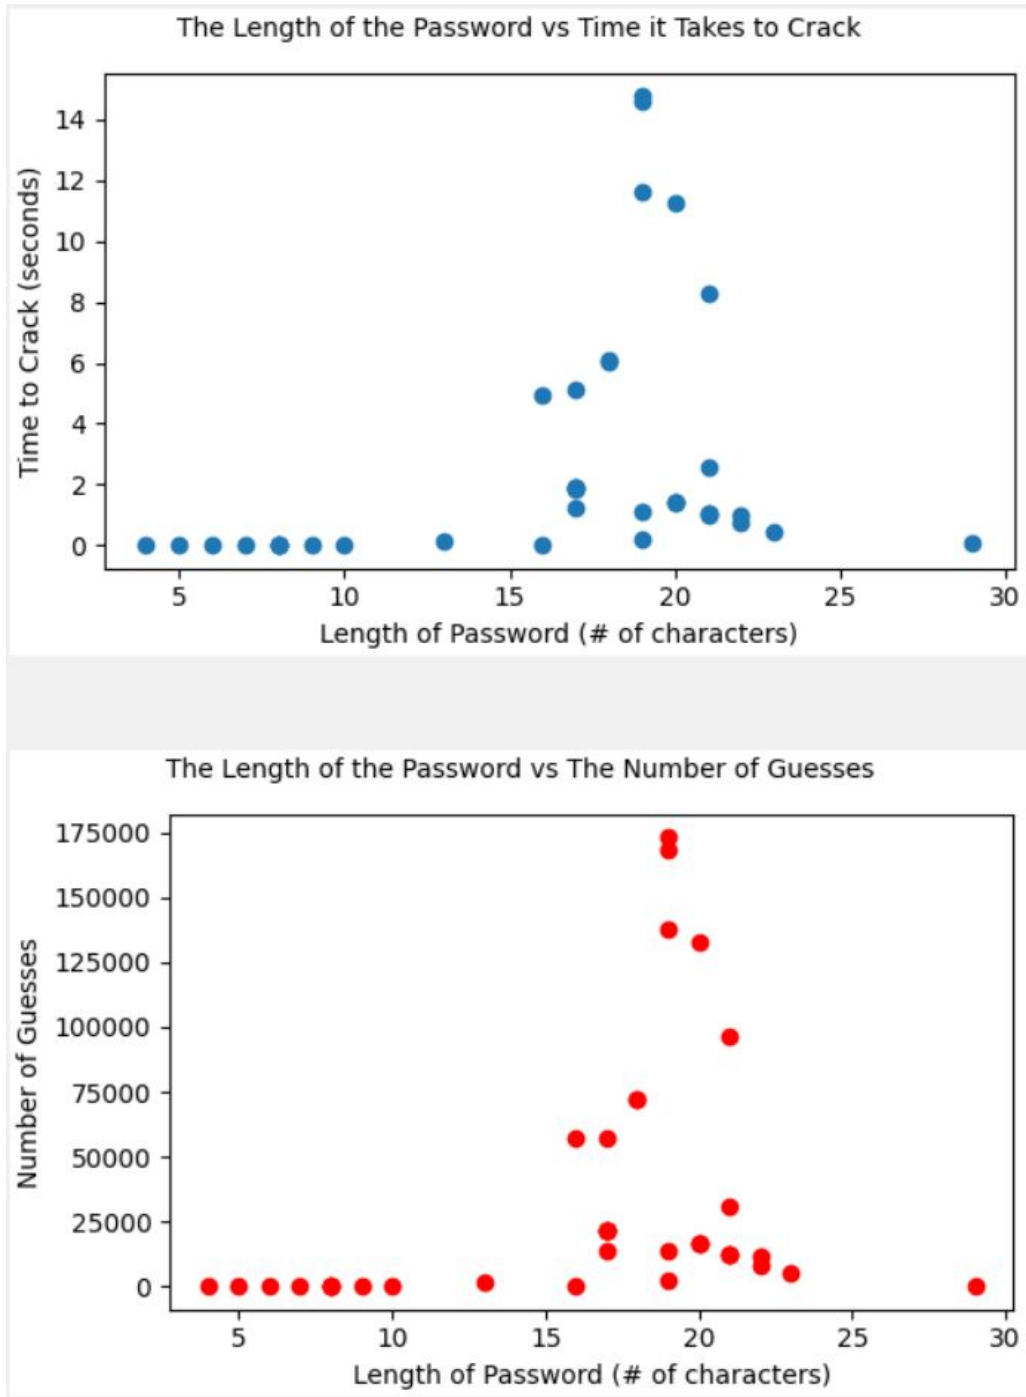 The Length of the Password vs Time it Takes to Crack
14
12
10
8
6
4
2
0
Time to Crack (seconds)
5 10 15 20 25 30
Length of Password (# of characters)
The Length of the Password vs The Number of Guesses
175000
150000
125000
100000
75000
50000
25000
0
Number of Guesses
5 10 15 20 25 30
Length of Password (# of characters)